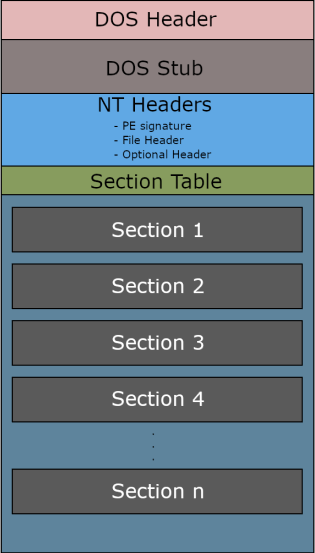 DOS Header
DOS Stub
NT Headers
- PE signature
- File Header
- Optional Header
Section Table
Section 1
Section 2
Section 3
Section 4
.
.
.
Section n